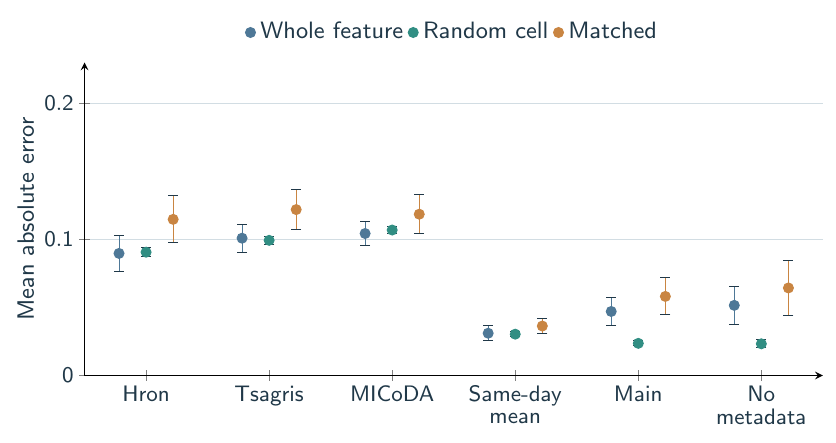 Whole feature Random cell Matched
Mean absolute error
0.2
0.1
0
Hron Tsagris MICoDA Same-day mean Main No metadata